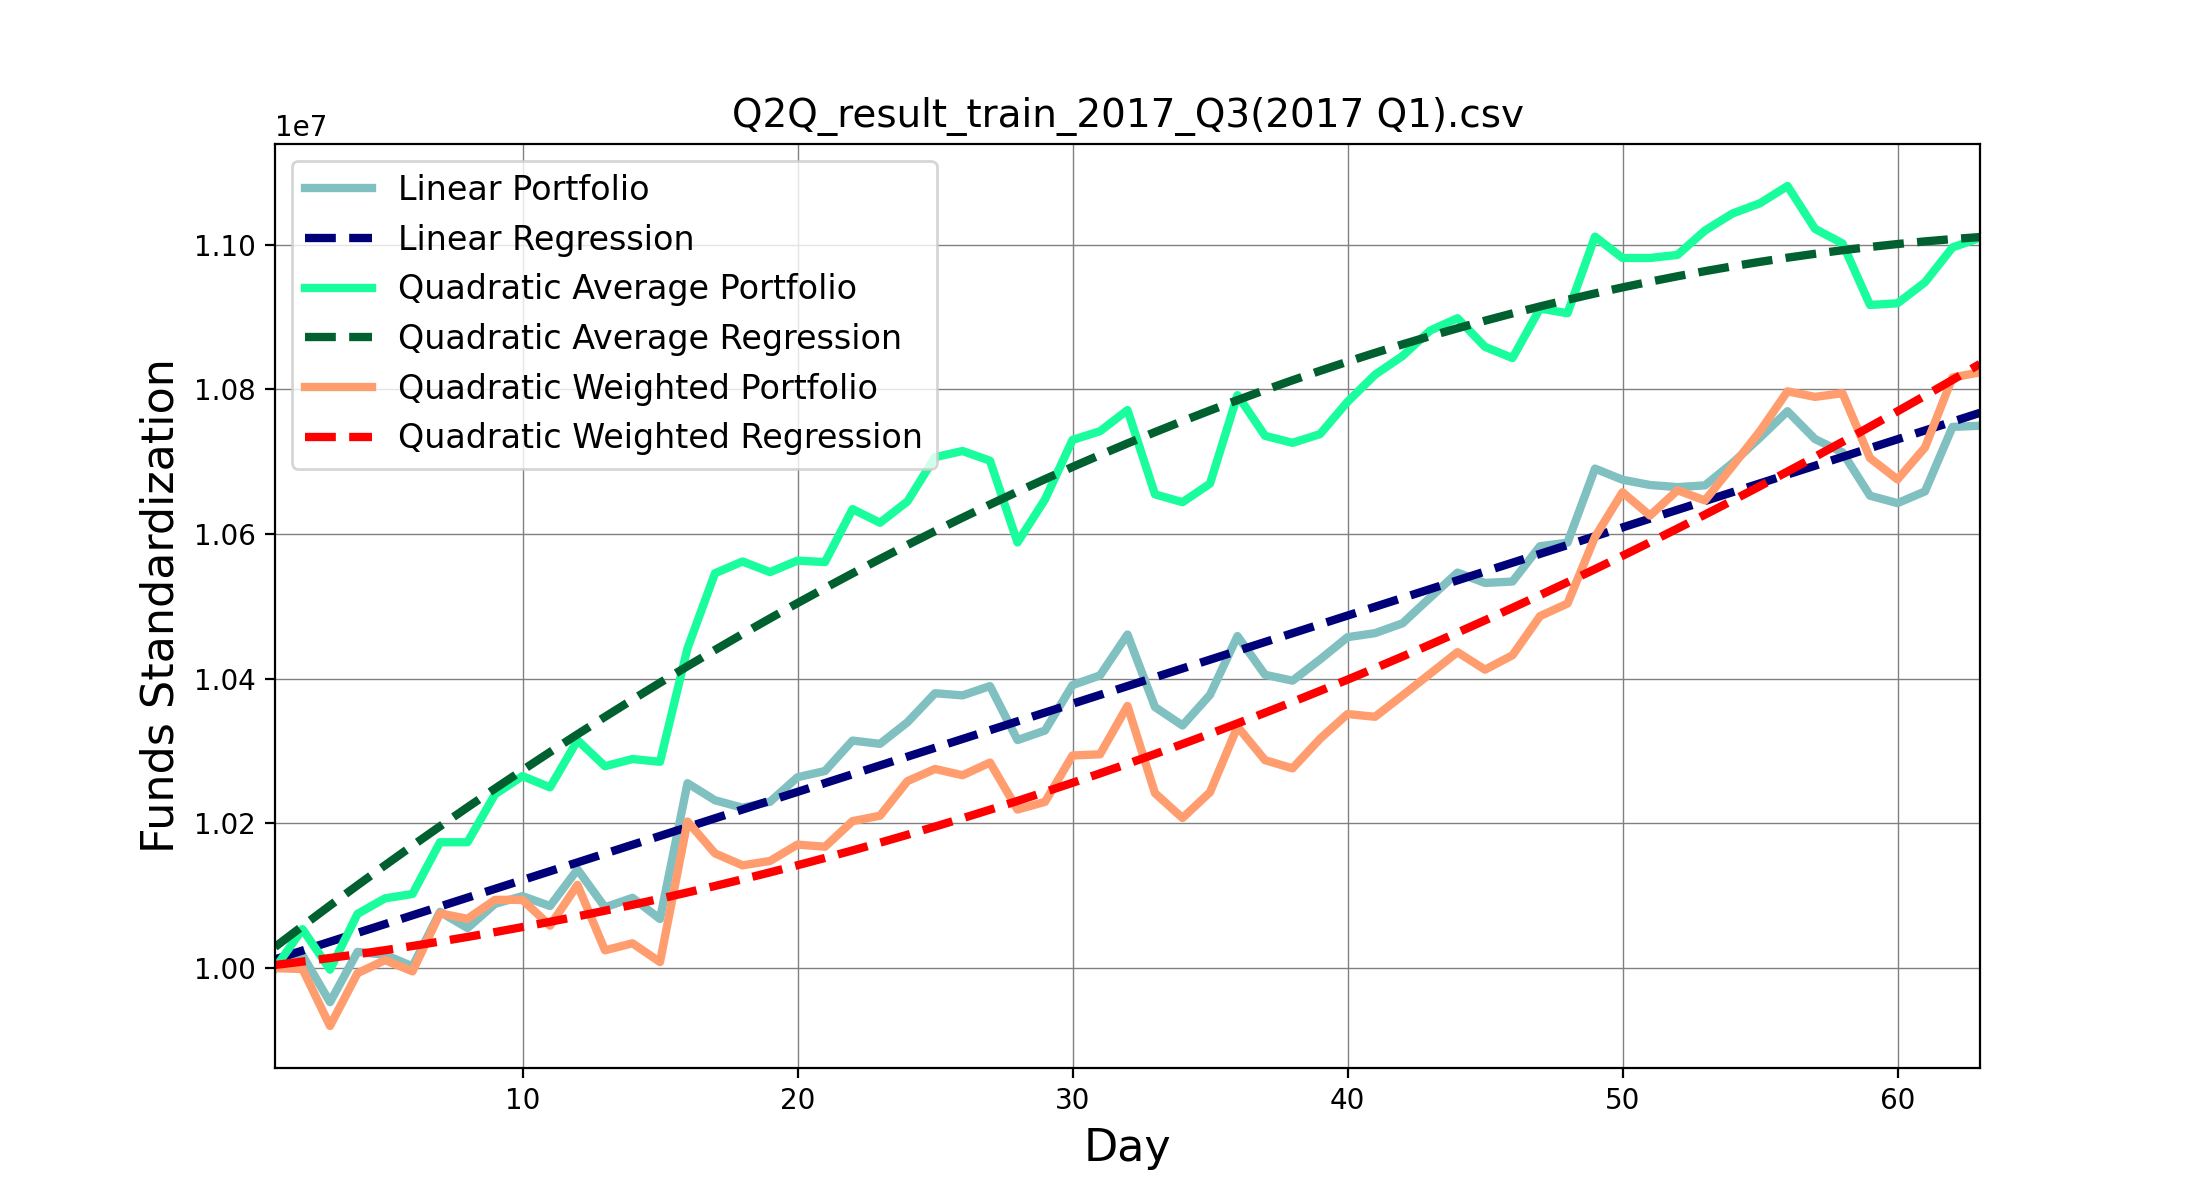 Q2Q_result_train_2017_Q3(2017 Q1).csv
1e7
Linear Portfolio
Linear Regression
Quadratic Average Portfolio
Quadratic Average Regression
Quadratic Weighted Portfolio
Quadratic Weighted Regression
1.10
1.08
1.06
1.04
1.02
1.00
Funds Standardization
10 20 30 40 50 60
Day